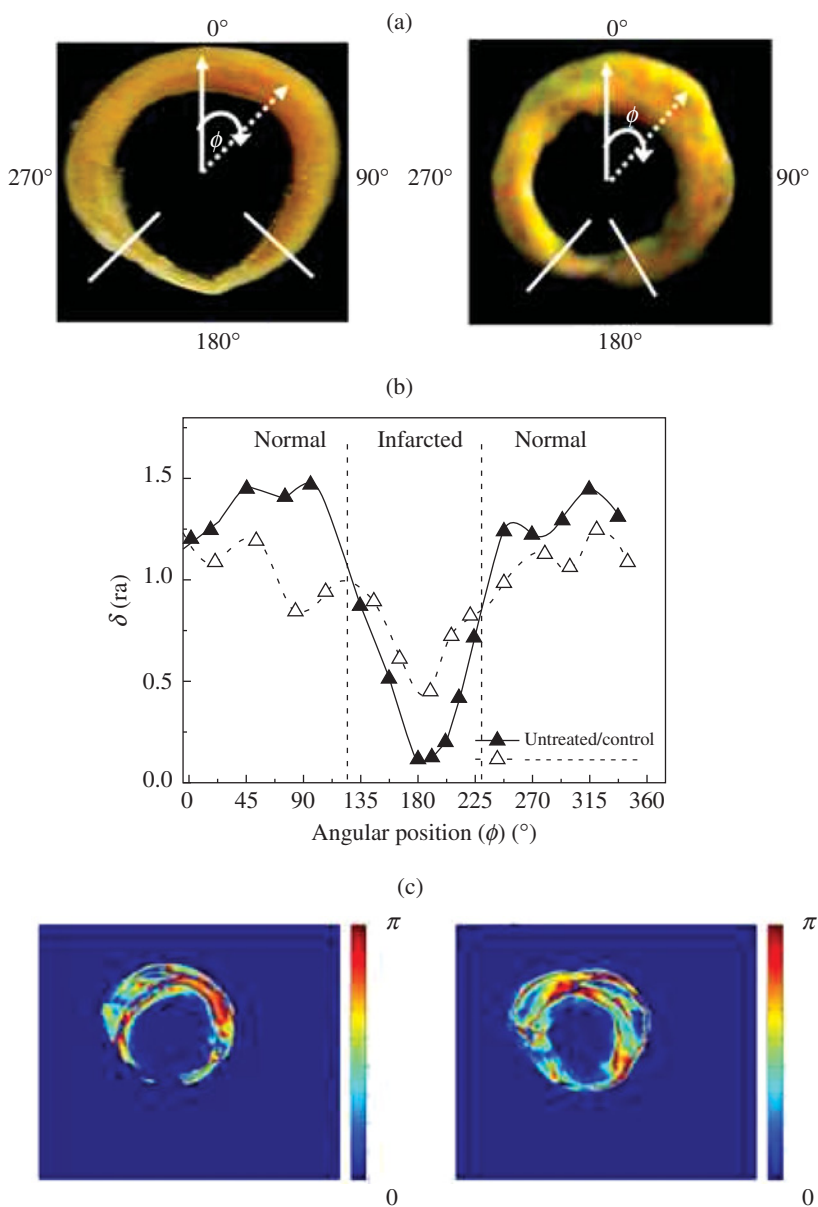 (a)
0° 0°
ϕ ϕ
270° 90° 270° 90°
180° 180°
(b)
Normal Infarcted Normal
1.5
1.0
0.5
0.0
δ (ra)
Untreated/control
0 45 90 135 180 225 270 315 360
Angular position (ϕ) (°)
(c)
π π
0 0